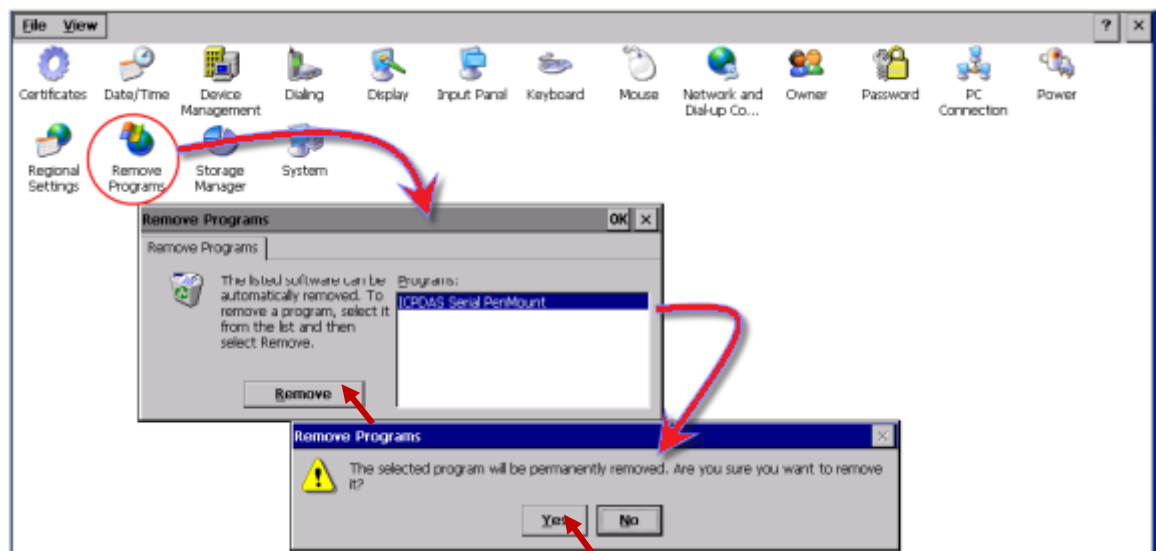 File View ? ×
Certificates Date/Time Device Management Dialing Display Input Panel Keyboard Mouse Network and Dial-up Co... Owner Password PC Connection Power
Regional Settings Remove Programs Storage Manager System
Remove Programs OK ×
Remove Programs
The listed software can be
automatically removed. To
remove a program, select it
from the list and then
select Remove.
Programs:
ICPDAS Serial PenMount
Remove
Remove Programs ×
The selected program will be permanently removed. Are you sure you want to remove
it?
Yes No